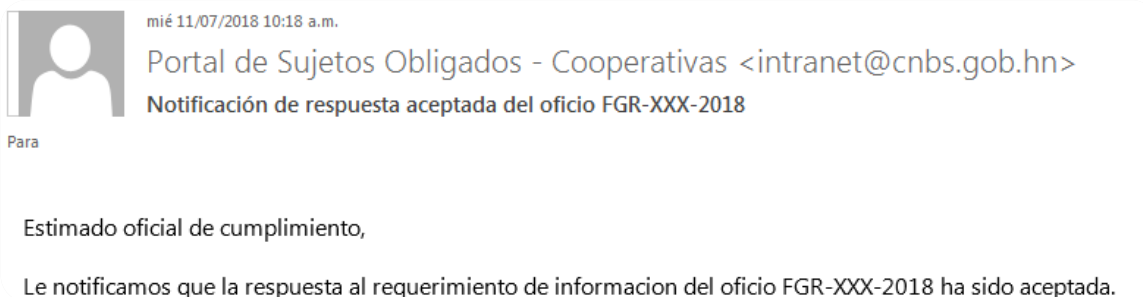 mié 11/07/2018 10:18 a.m.
Portal de Sujetos Obligados - Cooperativas <intranet@cnbs.gob.hn>
Notificación de respuesta aceptada del oficio FGR-XXX-2018
Para
Estimado oficial de cumplimiento,
Le notificamos que la respuesta al requerimiento de informacion del oficio FGR-XXX-2018 ha sido aceptada.